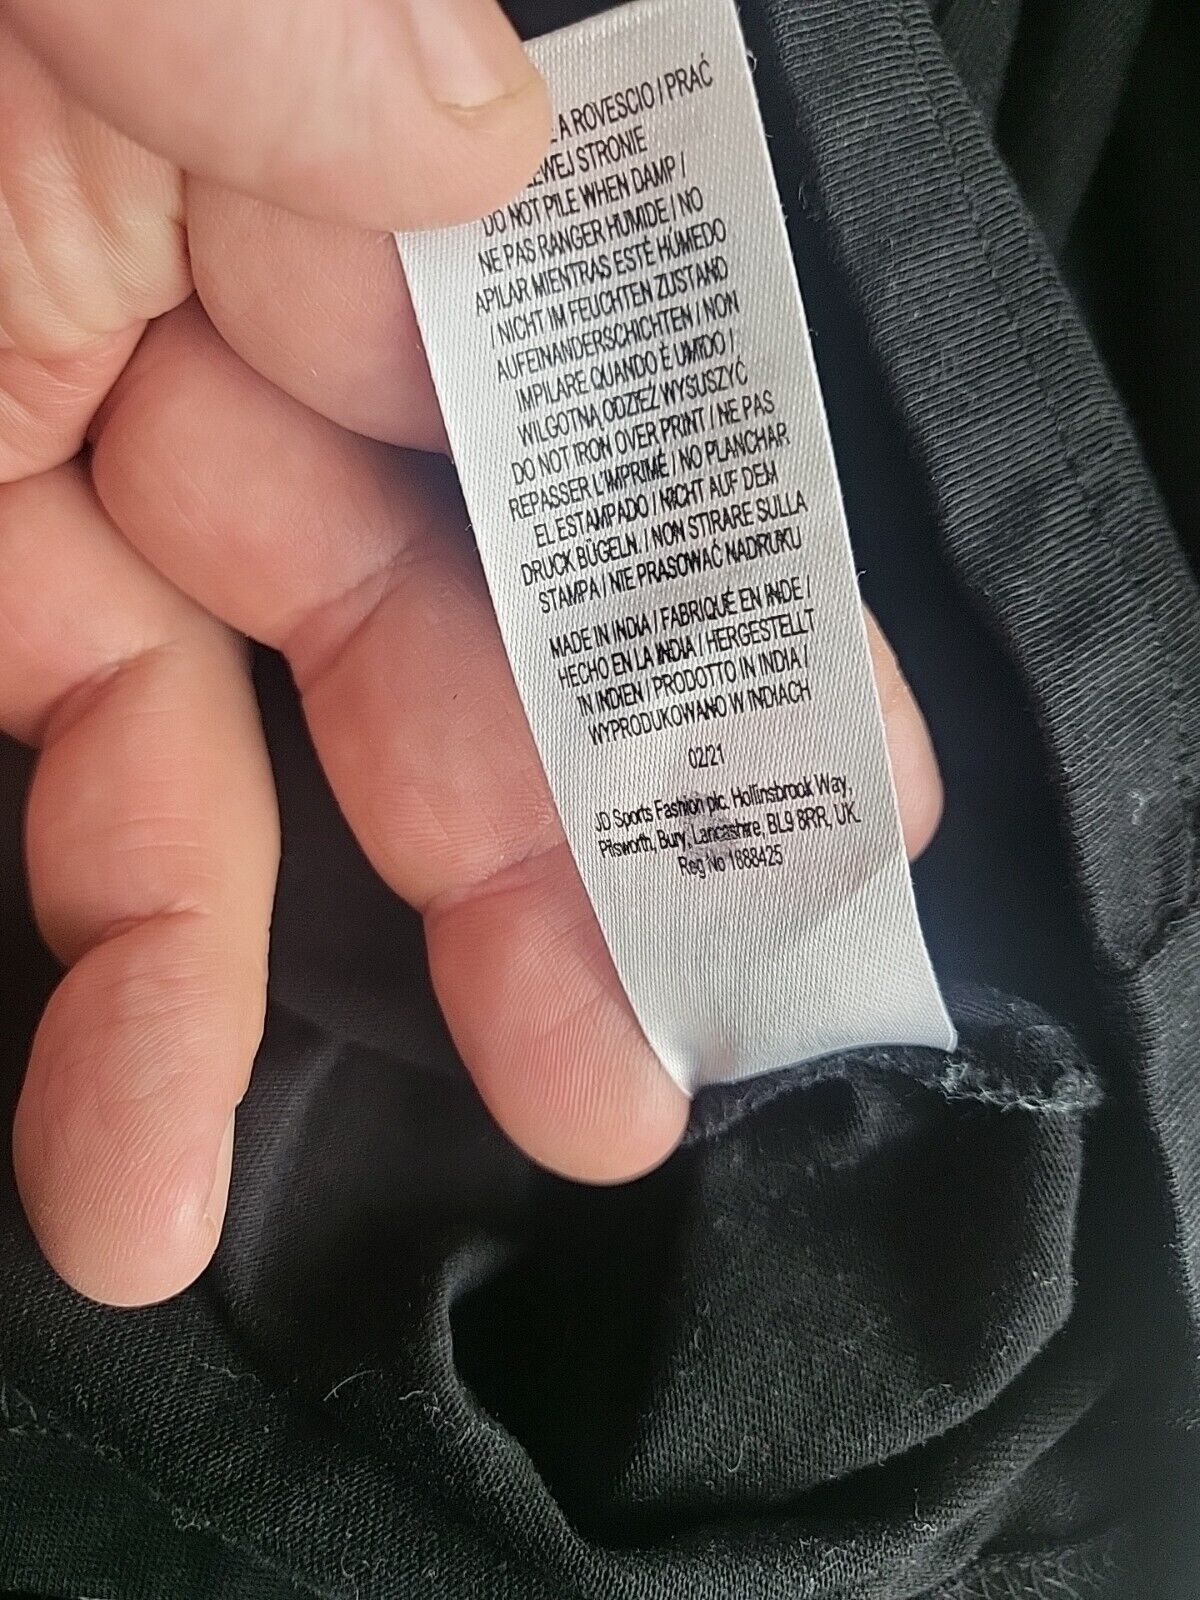 A ROVESCIO / PRAĆ
LEWEJ STRONIE
DO NOT PILE WHEN DAMP /
NE PAS RANGER HUMIDE / NO
APILAR MIENTRAS ESTÉ HÚMEDO
/ NICHT IM FEUCHTEN ZUSTAND
AUFEINANDERSCHICHTEN / NON
IMPILARE QUANDO È UMIDO /
WILGOTNĄ ODZIEŻ WYSUSZYĆ
DO NOT IRON OVER PRINT / NE PAS
REPASSER L'IMPRIMÉ / NO PLANCHAR
EL ESTAMPADO / NICHT AUF DEM
DRUCK BÜGELN. / NON STIRARE SULLA
STAMPA / NIE PRASOWAĆ NADRUKU
MADE IN INDIA / FABRIQUÉ EN INDE /
HECHO EN LA INDIA / HERGESTELLT
IN INDIEN / PRODOTTO IN INDIA /
WYPRODUKOWANO W INDIACH
02/21
JD Sports Fashion plc. Hollinsbrook Way,
Pilsworth, Bury, Lancashire, BL9 8RR, UK.
Reg No 1888425